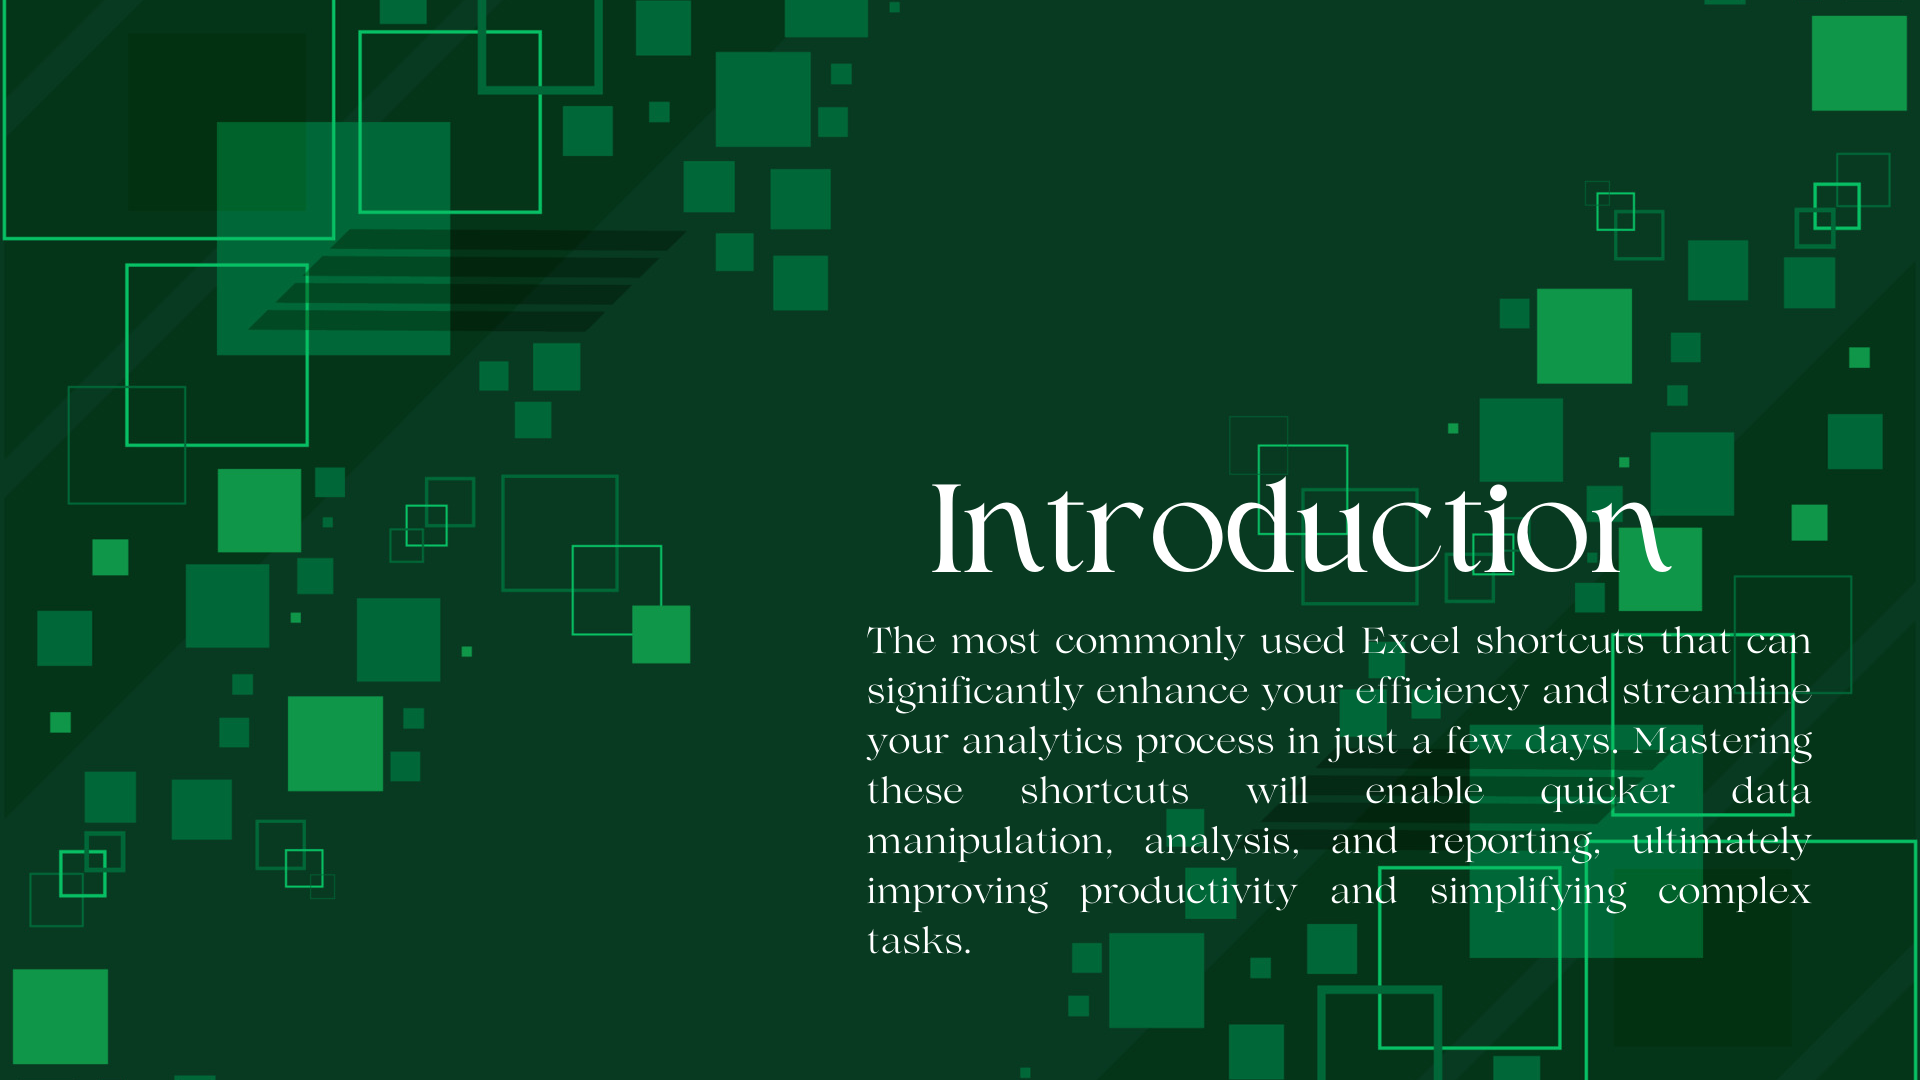 Introduction
The most commonly used Excel shortcuts that can
significantly enhance your efficiency and streamline
your analytics process in just a few days. Mastering
these shortcuts will enable quicker data
manipulation, analysis, and reporting, ultimately
improving productivity and simplifying complex
tasks.